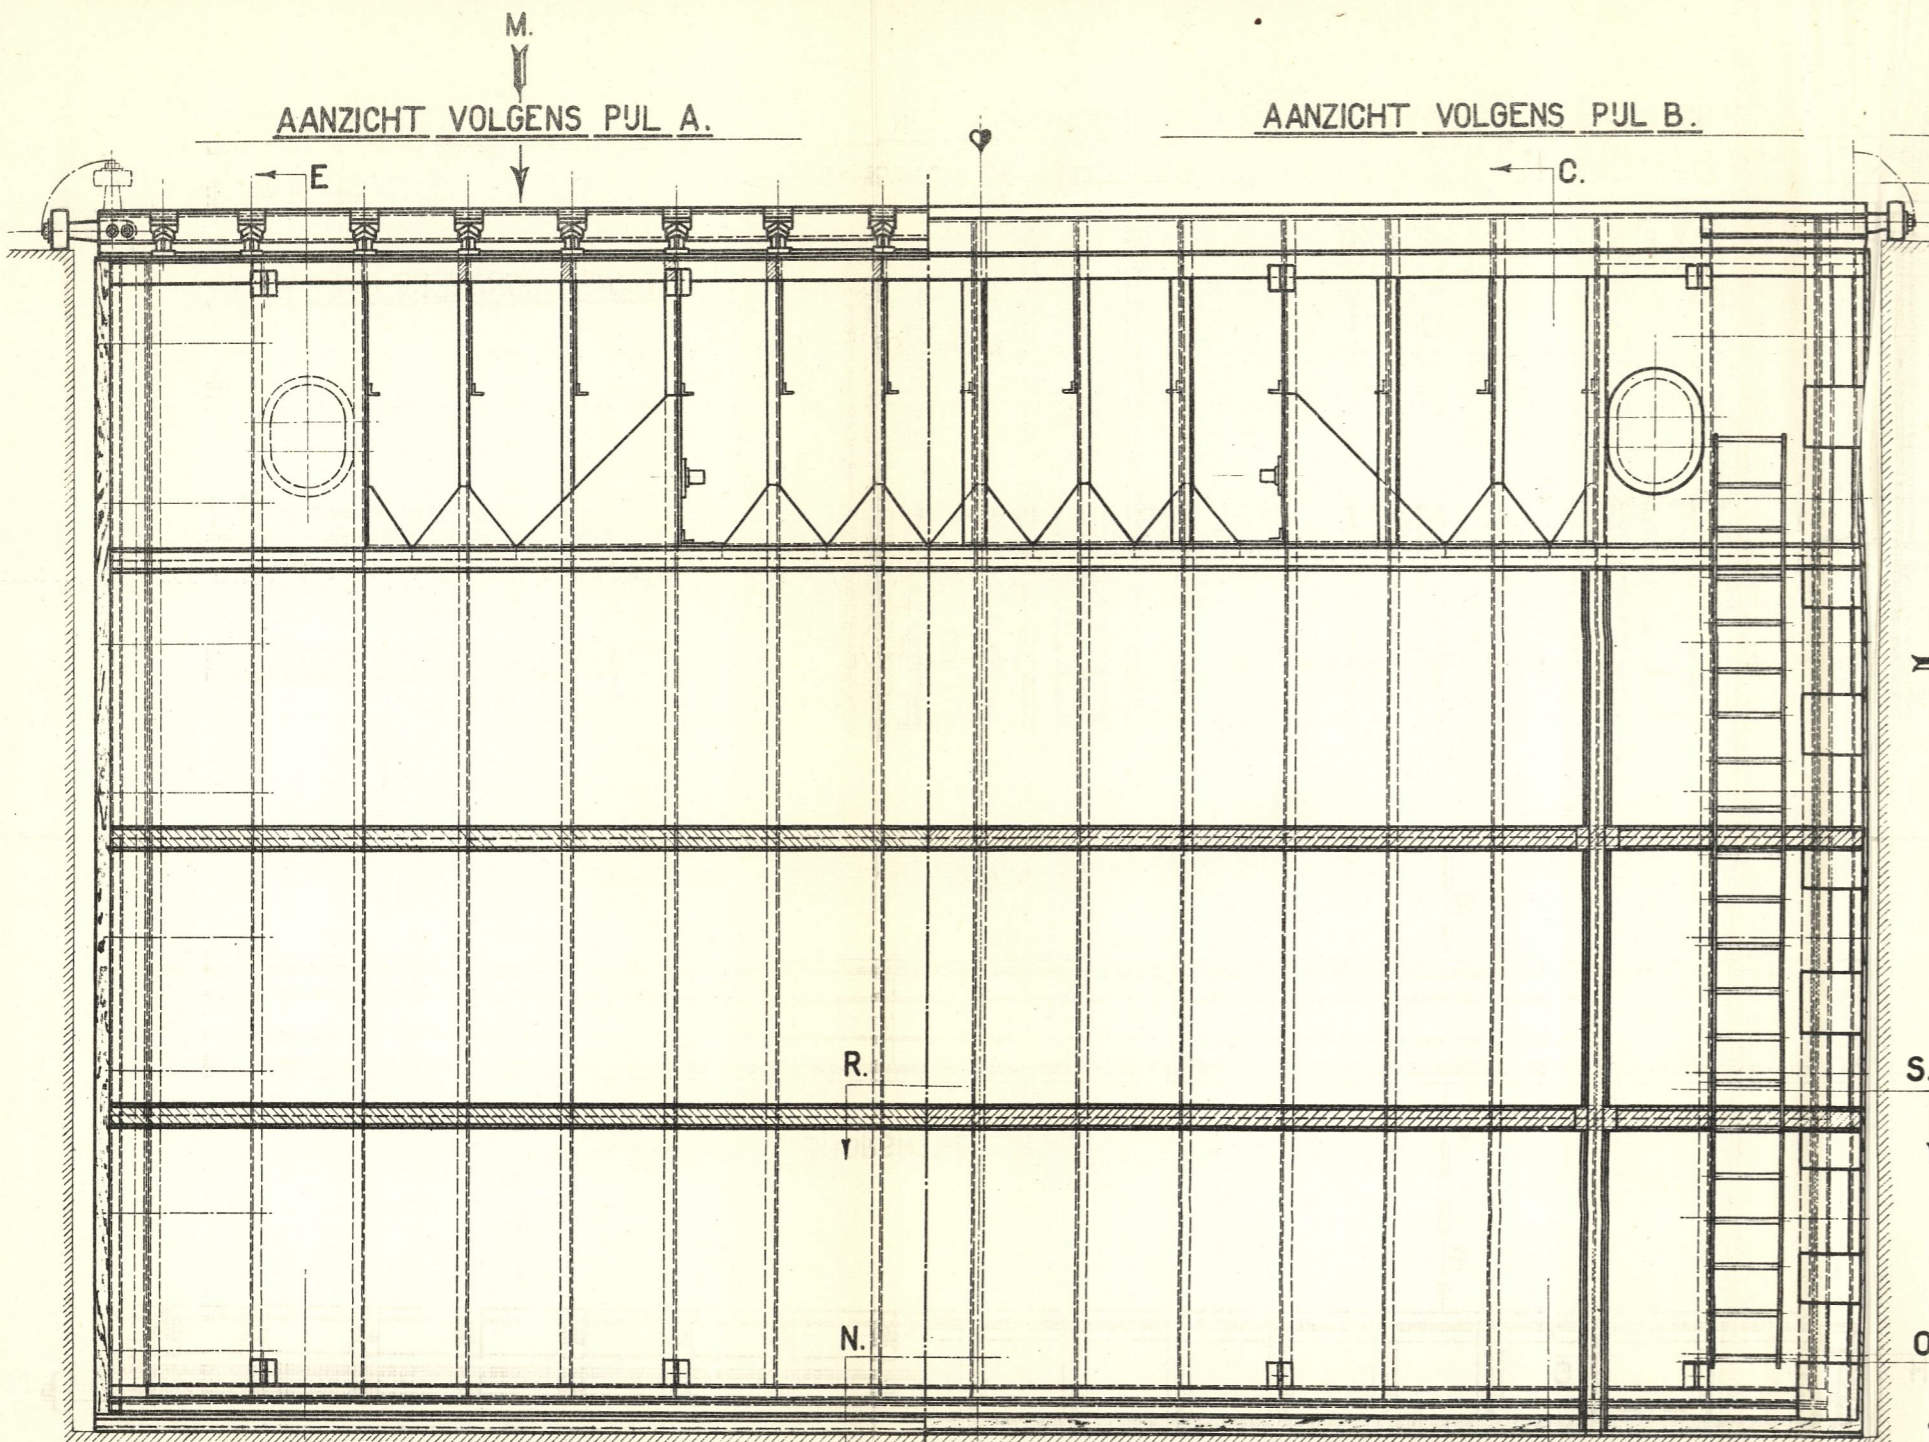 M.
AANZICHT VOLGENS PIJL A.
AANZICHT VOLGENS PIJL B.
E
C.
R.
S.
N.
O